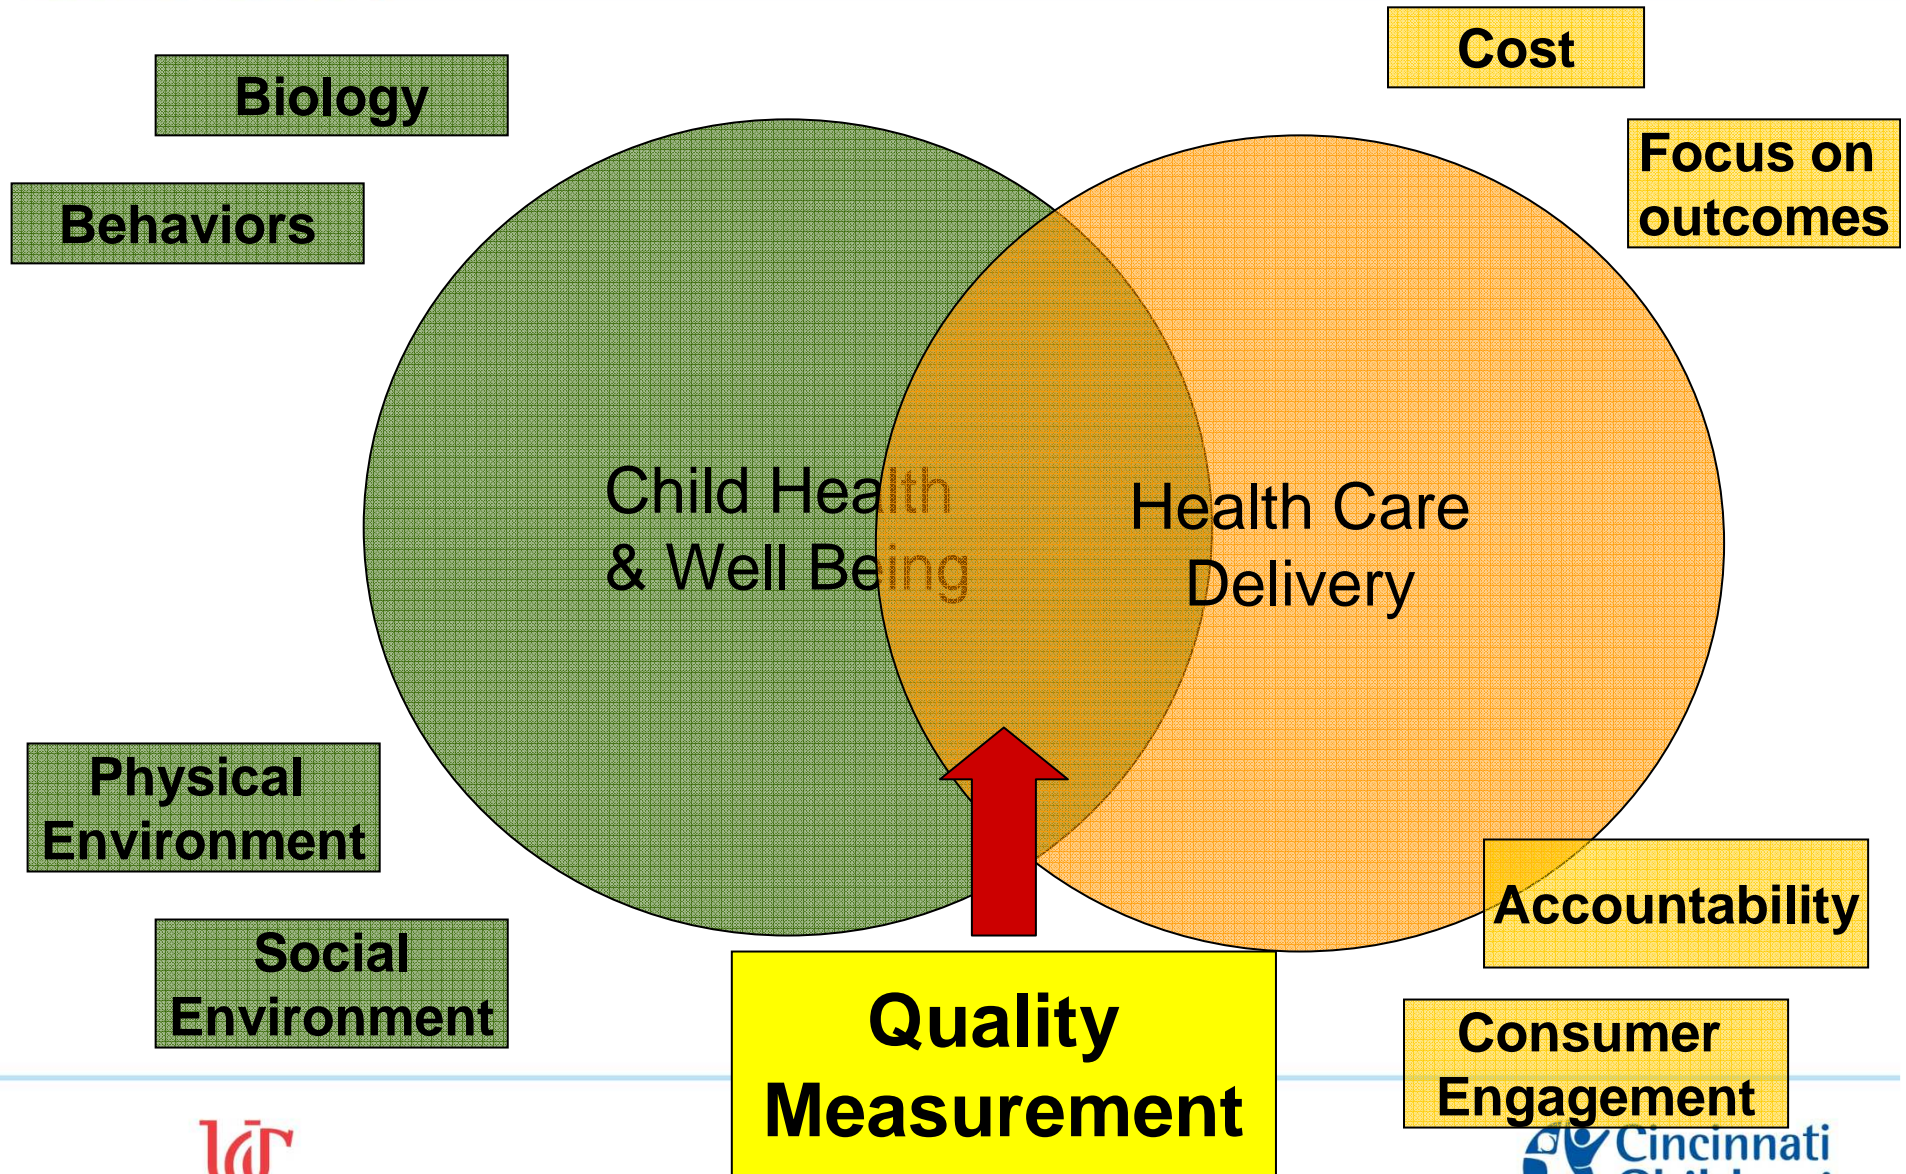 Cost
Biology
Focus on
outcomes
Behaviors
Child Health
& Well Being
Health Care
Delivery
Physical
Environment
Accountability
Social
Environment
Quality
Measurement
Consumer
Engagement
Cincinnati